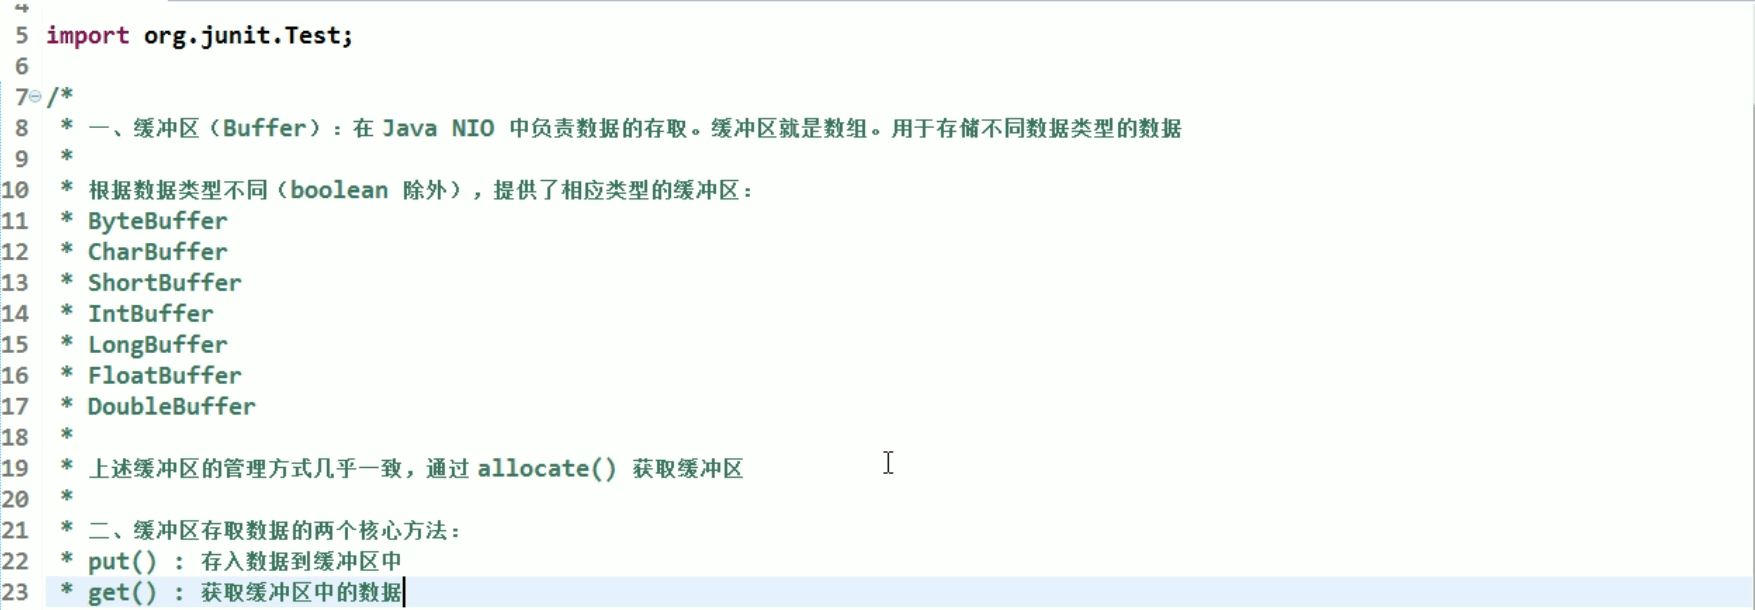 4
5 import org.junit.Test;
6
7 /*
8 * 一、缓冲区（Buffer）：在 Java NIO 中负责数据的存取。缓冲区就是数组。用于存储不同数据类型的数据
9 *
10 * 根据数据类型不同（boolean 除外），提供了相应类型的缓冲区：
11 * ByteBuffer
12 * CharBuffer
13 * ShortBuffer
14 * IntBuffer
15 * LongBuffer
16 * FloatBuffer
17 * DoubleBuffer
18 *
19 * 上述缓冲区的管理方式几乎一致，通过 allocate() 获取缓冲区
20 *
21 * 二、缓冲区存取数据的两个核心方法：
22 * put() : 存入数据到缓冲区中
23 * get() : 获取缓冲区中的数据